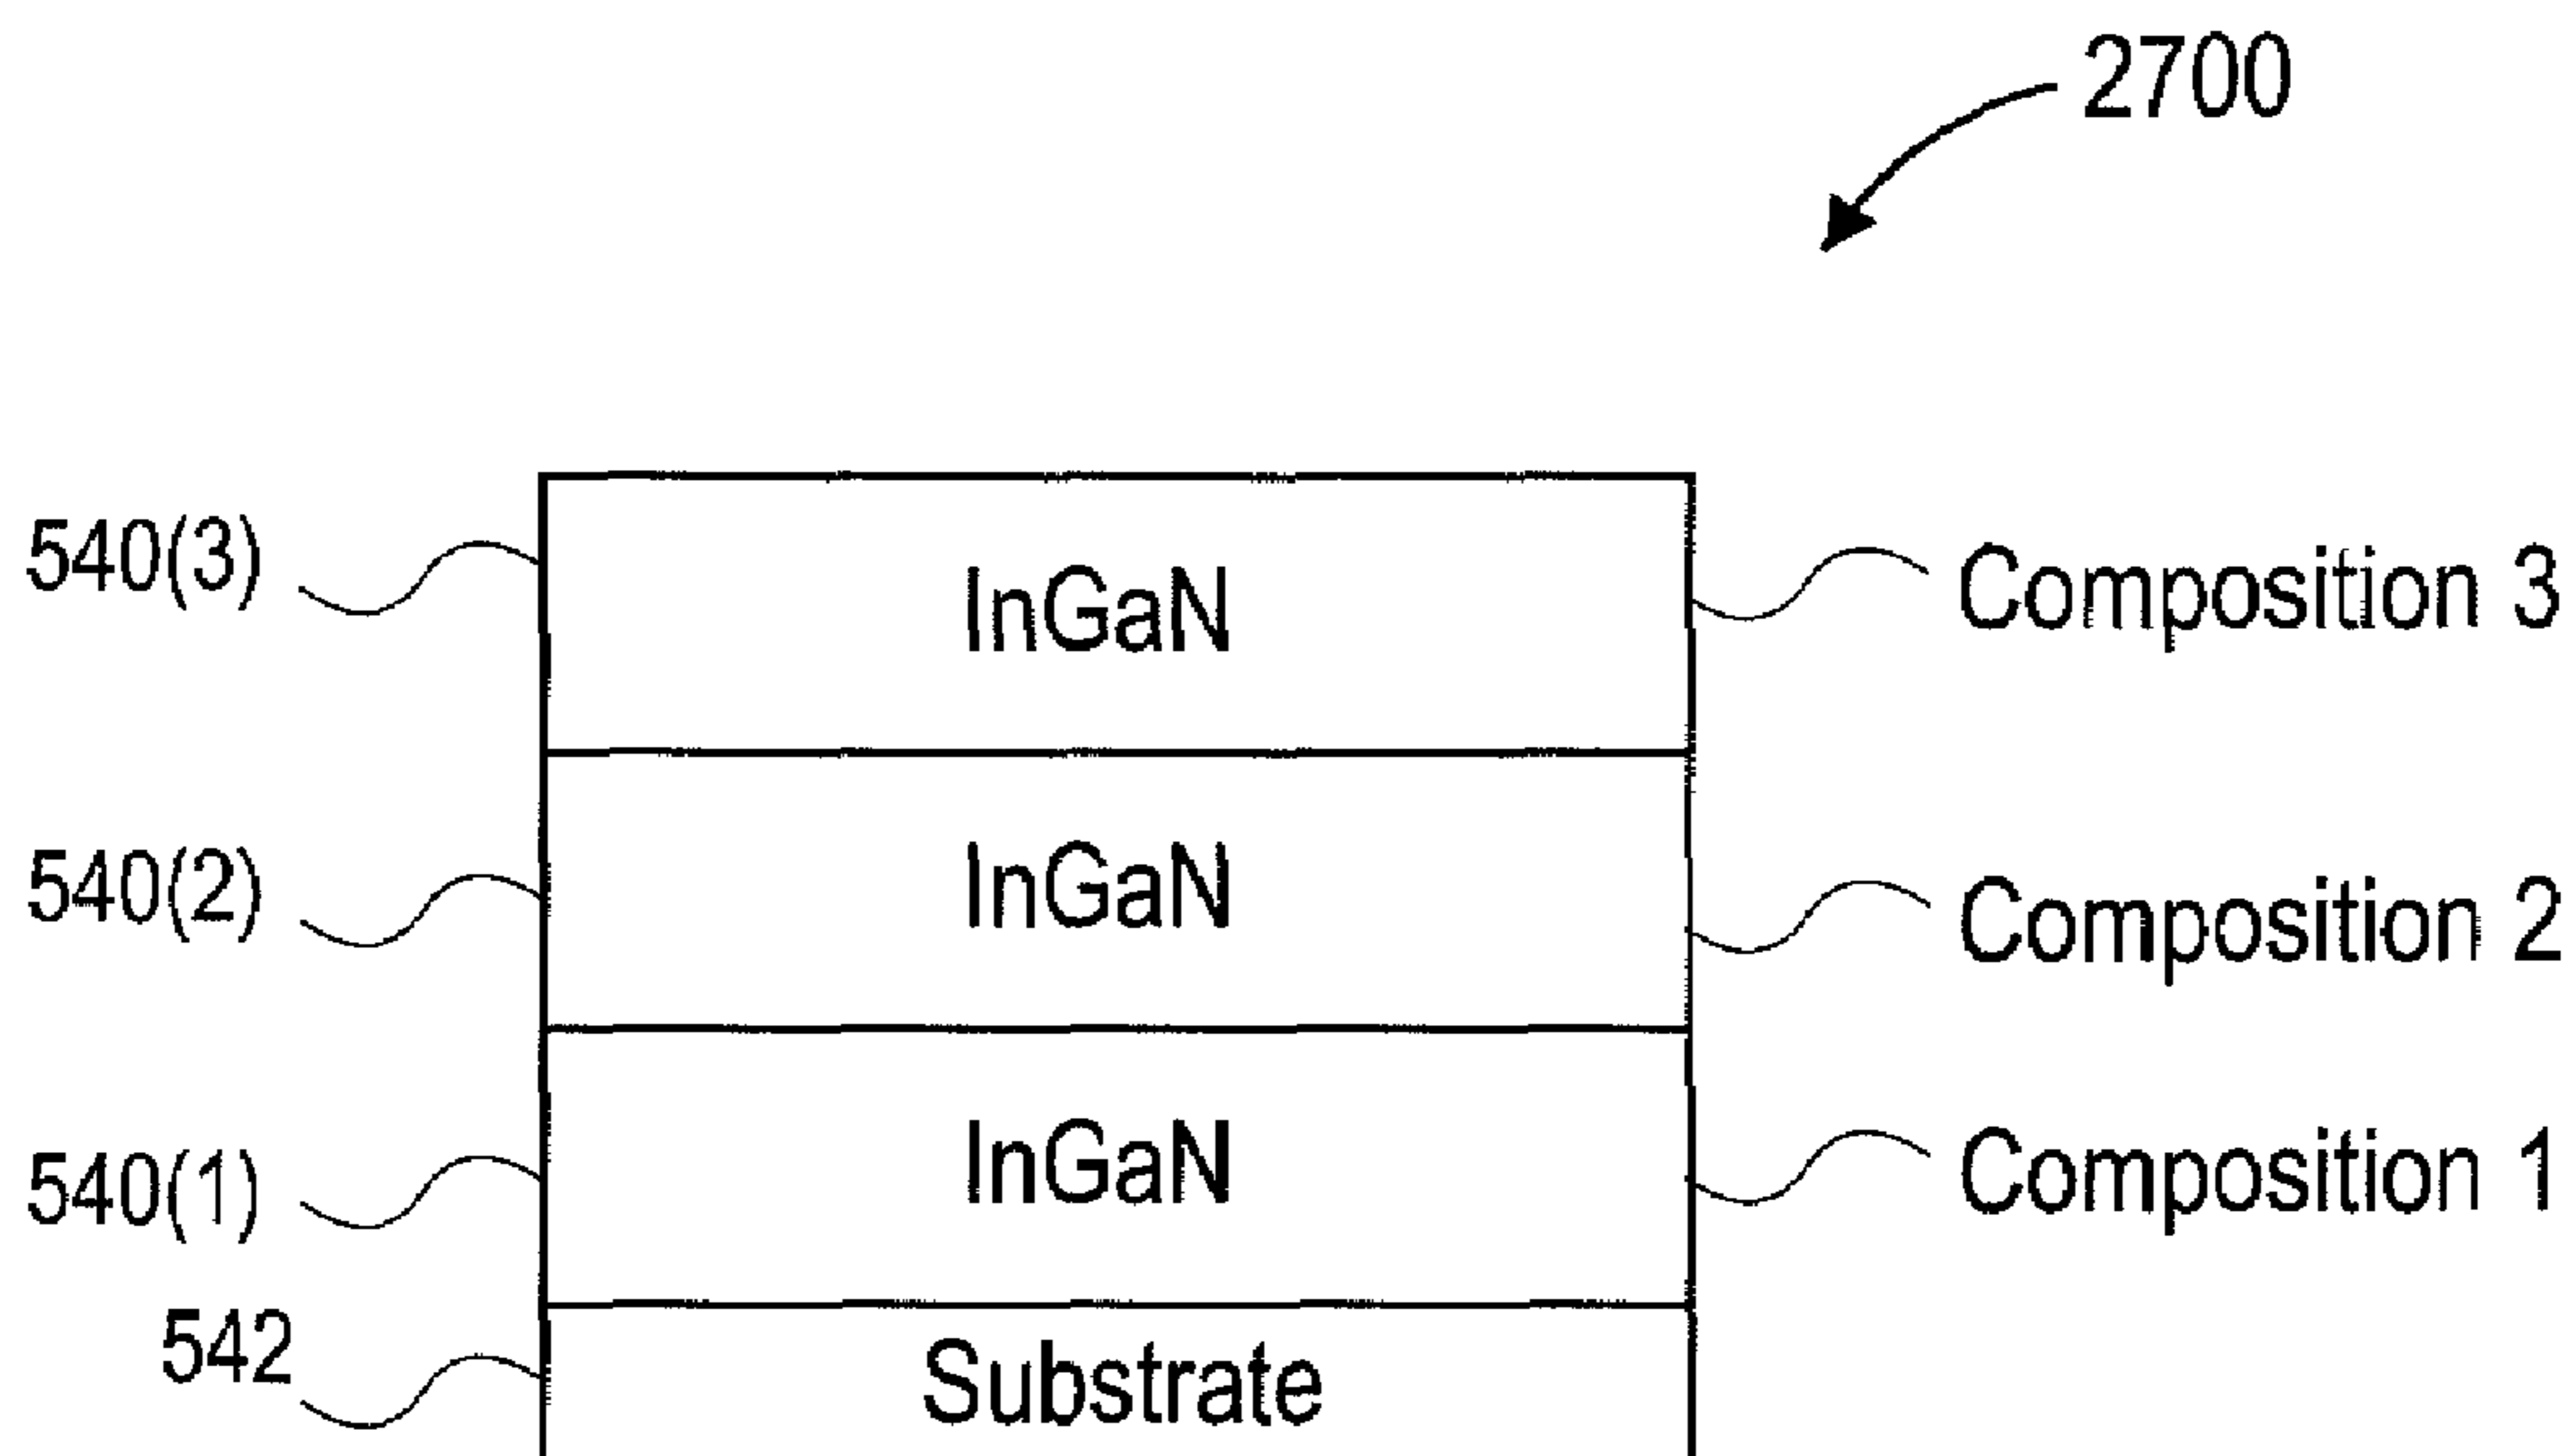 2700
540(3) InGaN Composition 3
540(2) InGaN Composition 2
540(1) InGaN Composition 1
542 Substrate